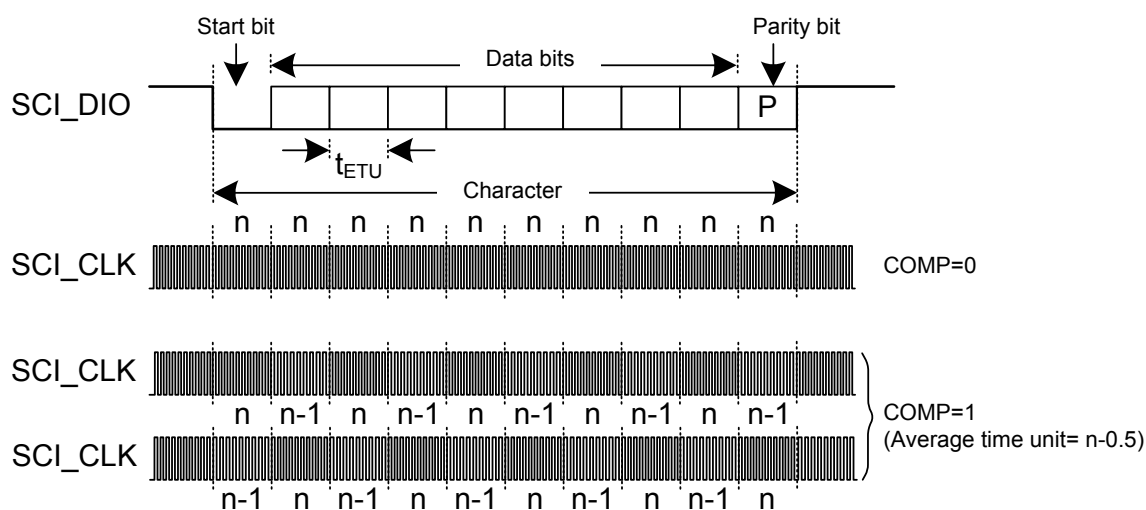 Start bit
Parity bit
Data bits
SCI_DIO
P
tETU
Character
n n n n n n n n n n
SCI_CLK
COMP=0
SCI_CLK
n n-1 n n-1 n n-1 n n-1 n n-1
COMP=1
(Average time unit= n-0.5)
SCI_CLK
n-1 n n-1 n n-1 n n-1 n n-1 n